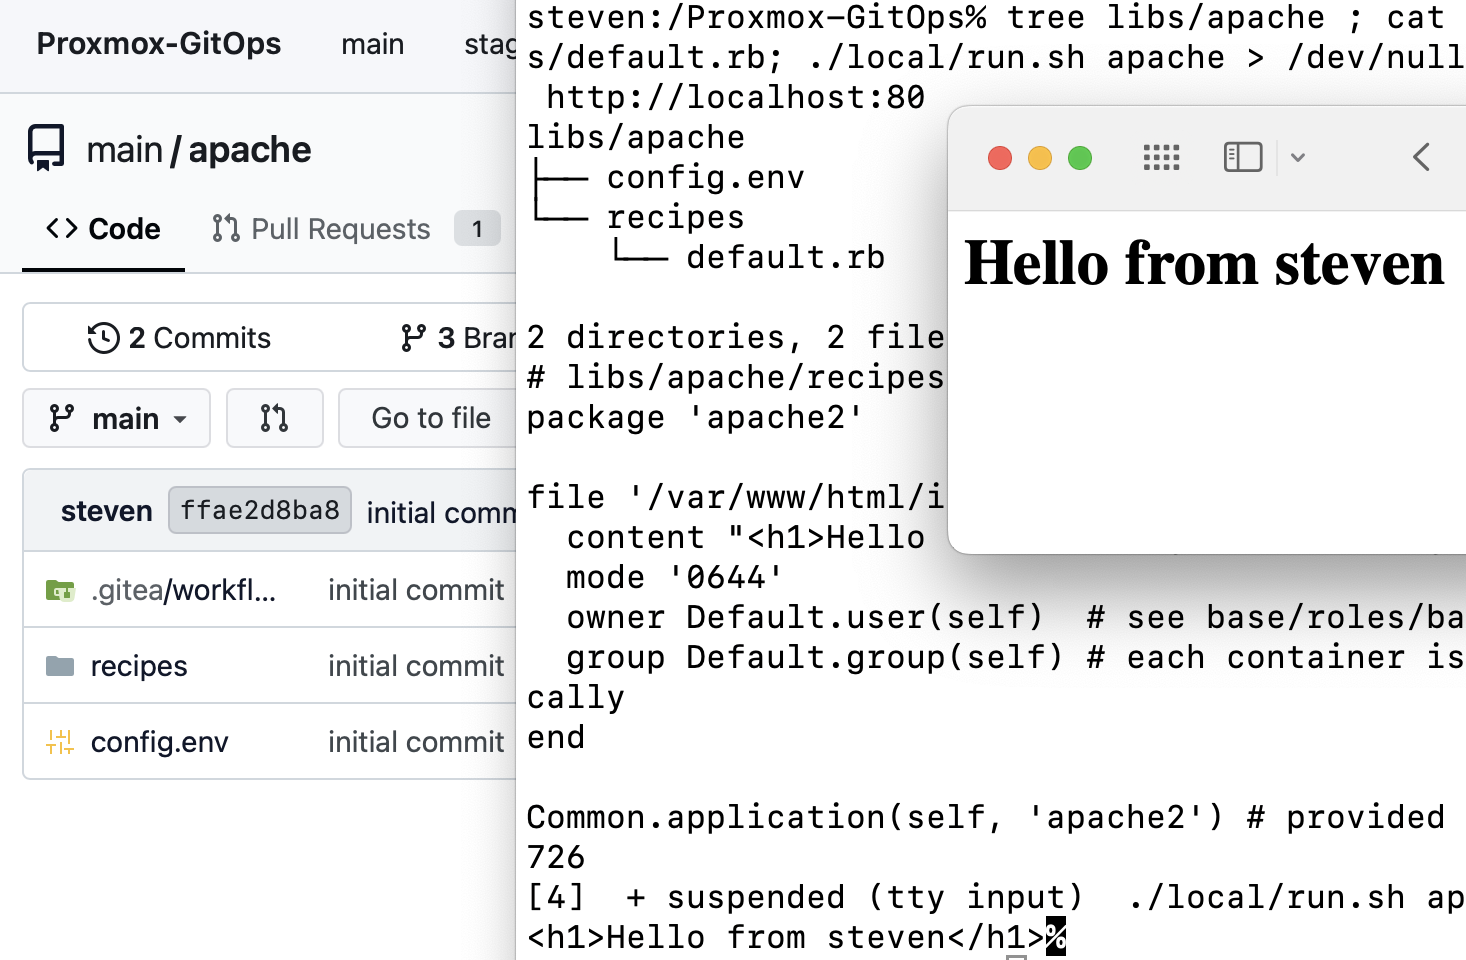 Proxmox-GitOps main stag
main/apache
Code Pull Requests 1
2 Commits 3 Bran
main Go to file
steven ffae2d8ba8 initial comm
.gitea/workfl... initial commit
recipes initial commit
config.env initial commit
steven:/Proxmox-GitOps% tree libs/apache ; cat
s/default.rb; ./local/run.sh apache > /dev/null
http://localhost:80
libs/apache
├── config.env
└── recipes
    └── default.rb
2 directories, 2 file
# libs/apache/recipes
package 'apache2'
file '/var/www/html/i
  content "<h1>Hello
  mode '0644'
  owner Default.user(self)  # see base/roles/ba
  group Default.group(self) # each container is
cally
end
Common.application(self, 'apache2') # provided
726
[4]  + suspended (tty input)  ./local/run.sh ap
<h1>Hello from steven</h1>%
Hello from steven